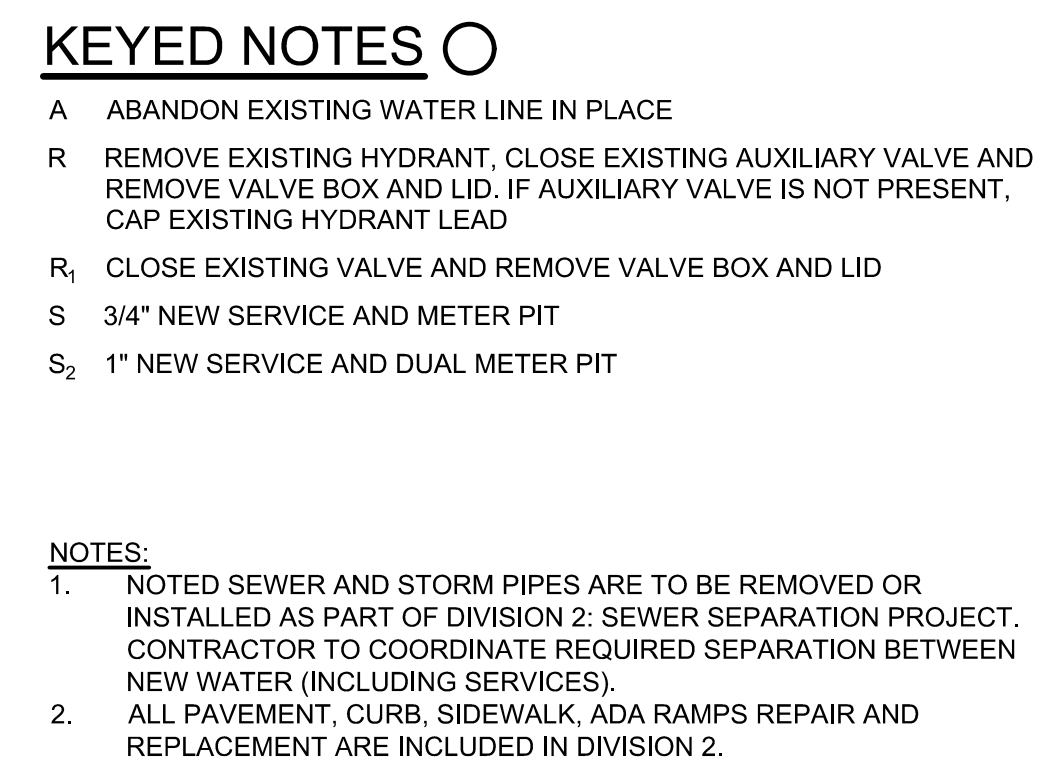 KEYED NOTES
A ABANDON EXISTING WATER LINE IN PLACE
R REMOVE EXISTING HYDRANT, CLOSE EXISTING AUXILIARY VALVE AND
REMOVE VALVE BOX AND LID. IF AUXILIARY VALVE IS NOT PRESENT,
CAP EXISTING HYDRANT LEAD
R₁ CLOSE EXISTING VALVE AND REMOVE VALVE BOX AND LID
S 3/4" NEW SERVICE AND METER PIT
S₂ 1" NEW SERVICE AND DUAL METER PIT
NOTES:
1. NOTED SEWER AND STORM PIPES ARE TO BE REMOVED OR
INSTALLED AS PART OF DIVISION 2: SEWER SEPARATION PROJECT.
CONTRACTOR TO COORDINATE REQUIRED SEPARATION BETWEEN
NEW WATER (INCLUDING SERVICES).
2. ALL PAVEMENT, CURB, SIDEWALK, ADA RAMPS REPAIR AND
REPLACEMENT ARE INCLUDED IN DIVISION 2.